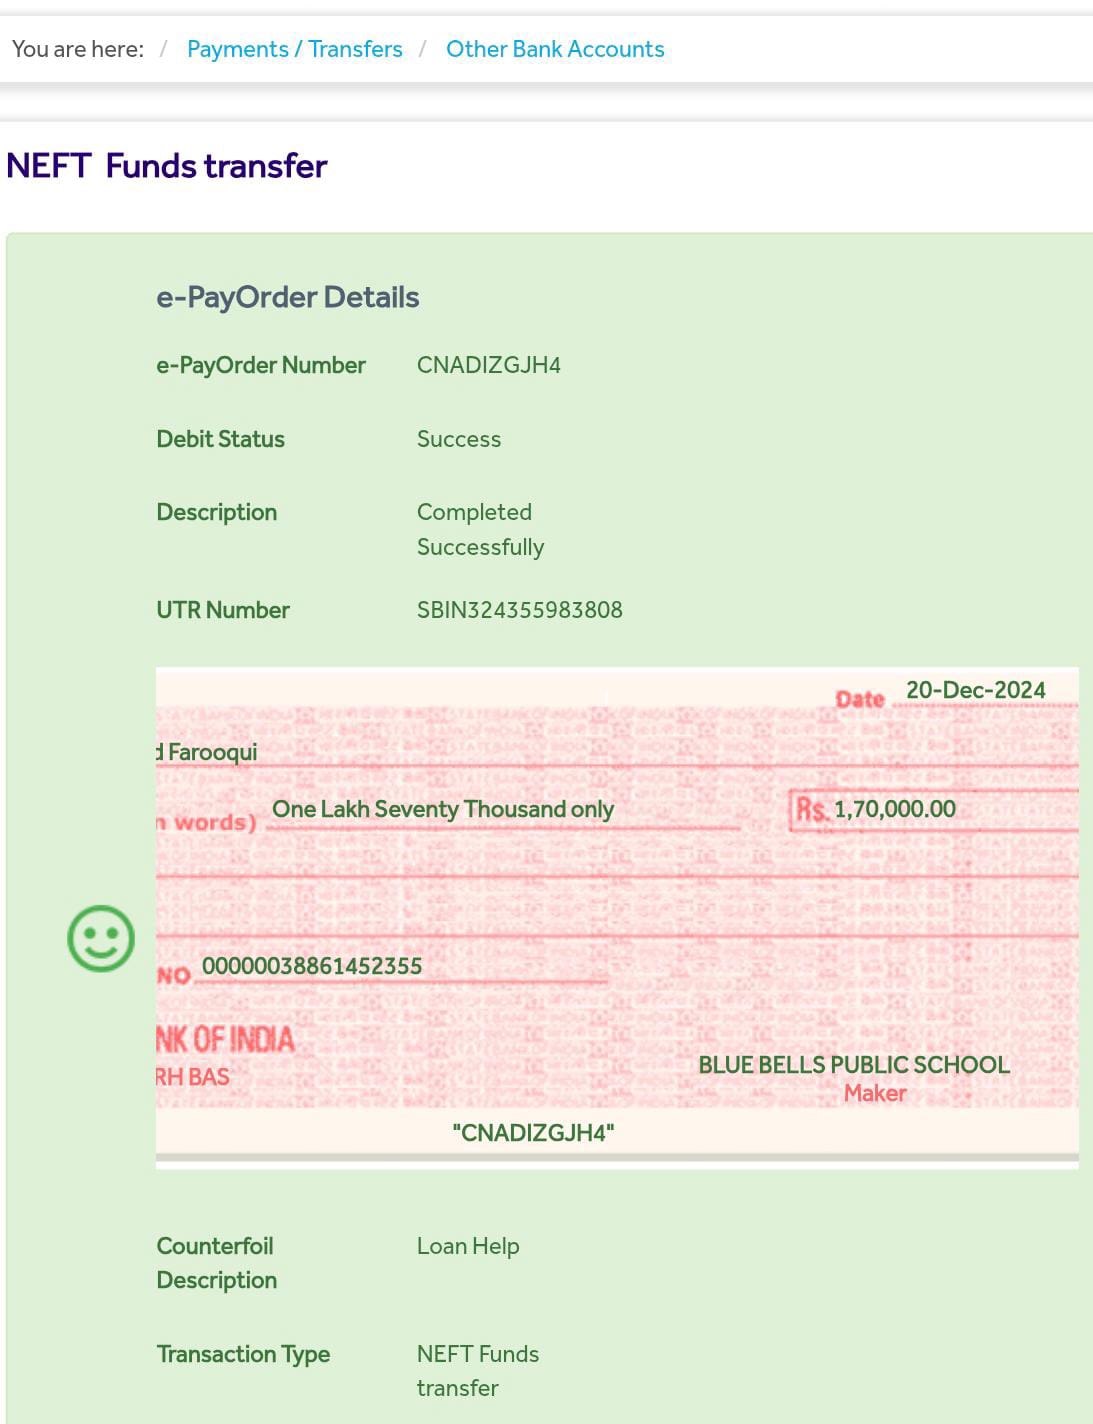 You are here: / Payments / Transfers / Other Bank Accounts
NEFT Funds transfer
e-PayOrder Details
e-PayOrder Number CNADIZGJH4
Debit Status Success
Description Completed
Successfully
UTR Number SBIN324355983808
Date 20-Dec-2024
d Farooqui
n words) One Lakh Seventy Thousand only Rs. 1,70,000.00
NO 00000038861452355
NK OF INDIA
RH BAS
BLUE BELLS PUBLIC SCHOOL
Maker
"CNADIZGJH4"
Counterfoil Loan Help
Description
Transaction Type NEFT Funds
transfer